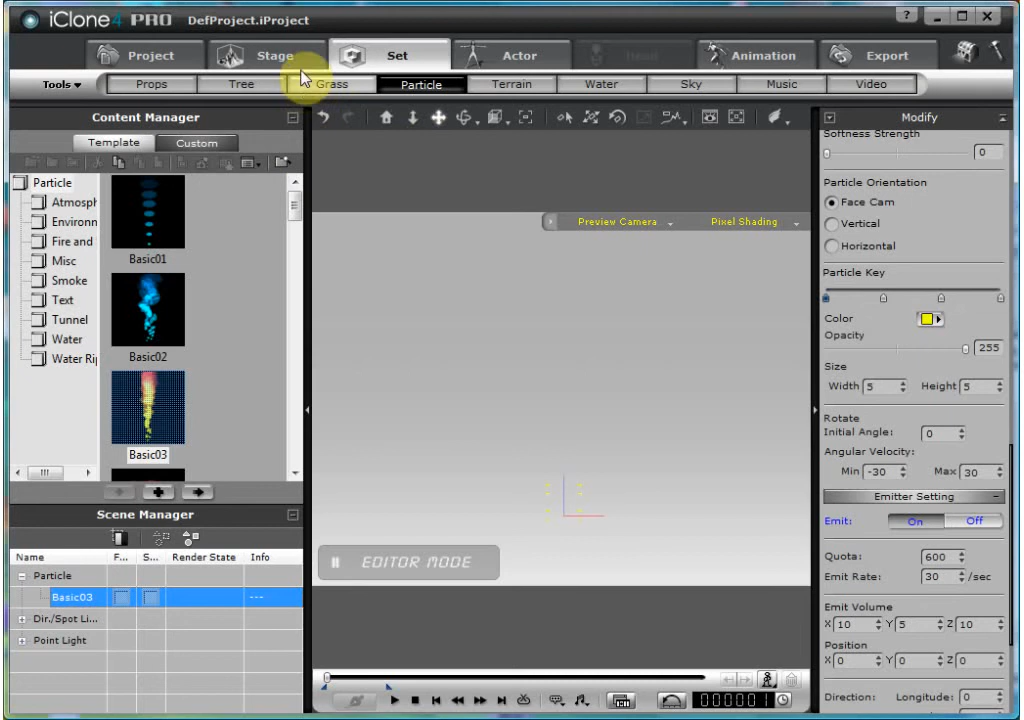 iClone4 PRO DefProject.iProject
Project Stage Set Actor Head Animation Export
Tools Props Tree Grass Particle Terrain Water Sky Music Video
Content Manager
Template Custom
Particle
Atmosph
Environn
Fire and
Misc
Smoke
Text
Tunnel
Water
Water Rip
Basic01
Basic02
Basic03
Scene Manager
Name F... S... Render State Info
Particle
Basic03 ---
Dir./Spot Li...
Point Light
Preview Camera Pixel Shading
EDITOR MODE
000001
Modify
Softness Strength
0
Particle Orientation
Face Cam
Vertical
Horizontal
Particle Key
Color
Opacity
255
Size
Width 5 Height 5
Rotate
Initial Angle: 0
Angular Velocity:
Min -30 Max 30
Emitter Setting
Emit: On Off
Quota: 600
Emit Rate: 30 /sec
Emit Volume
X 10 Y 5 Z 10
Position
X 0 Y 0 Z 0
Direction: Longitude: 0